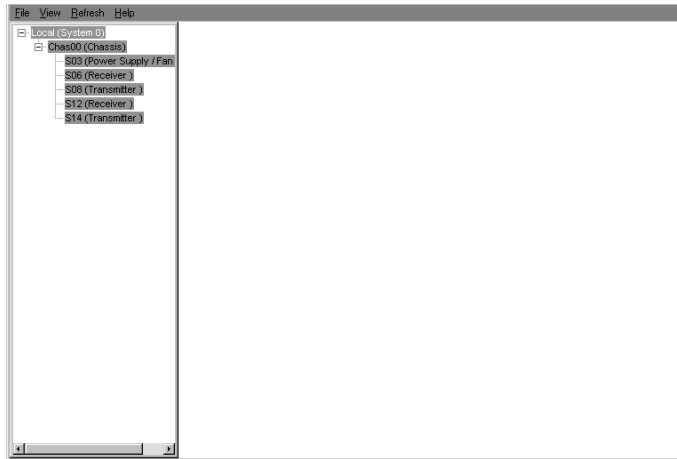 File View Refresh Help
Local (System 0)
Chas00 (Chassis)
S03 (Power Supply / Fan
S06 (Receiver )
S08 (Transmitter )
S12 (Receiver )
S14 (Transmitter )